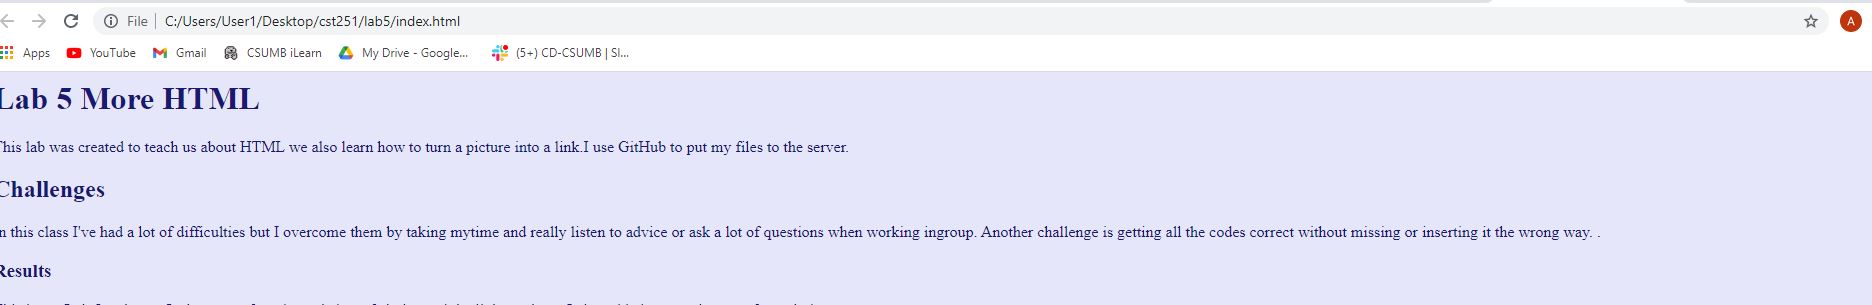 File C:/Users/User1/Desktop/cst251/lab5/index.html A
Apps YouTube Gmail CSUMB iLearn My Drive - Google... (5+) CD-CSUMB | Sl...
Lab 5 More HTML
This lab was created to teach us about HTML we also learn how to turn a picture into a link.I use GitHub to put my files to the server.
Challenges
In this class I've had a lot of difficulties but I overcome them by taking mytime and really listen to advice or ask a lot of questions when working ingroup. Another challenge is getting all the codes correct without missing or inserting it the wrong way. .
Results